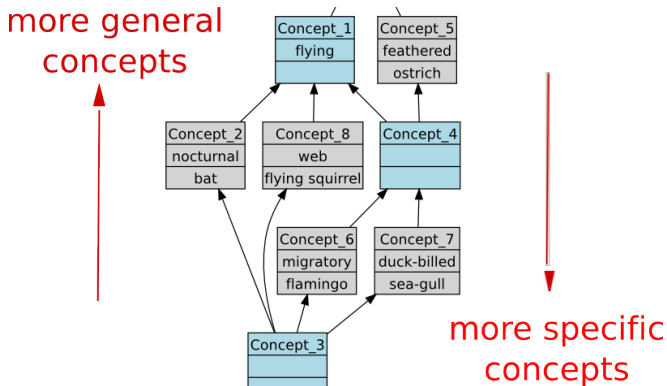 more general
concepts
Concept_1
flying
Concept_5
feathered
ostrich
Concept_2
nocturnal
bat
Concept_8
web
flying squirrel
Concept_4
Concept_6
migratory
flamingo
Concept_7
duck-billed
sea-gull
Concept_3
more specific
concepts